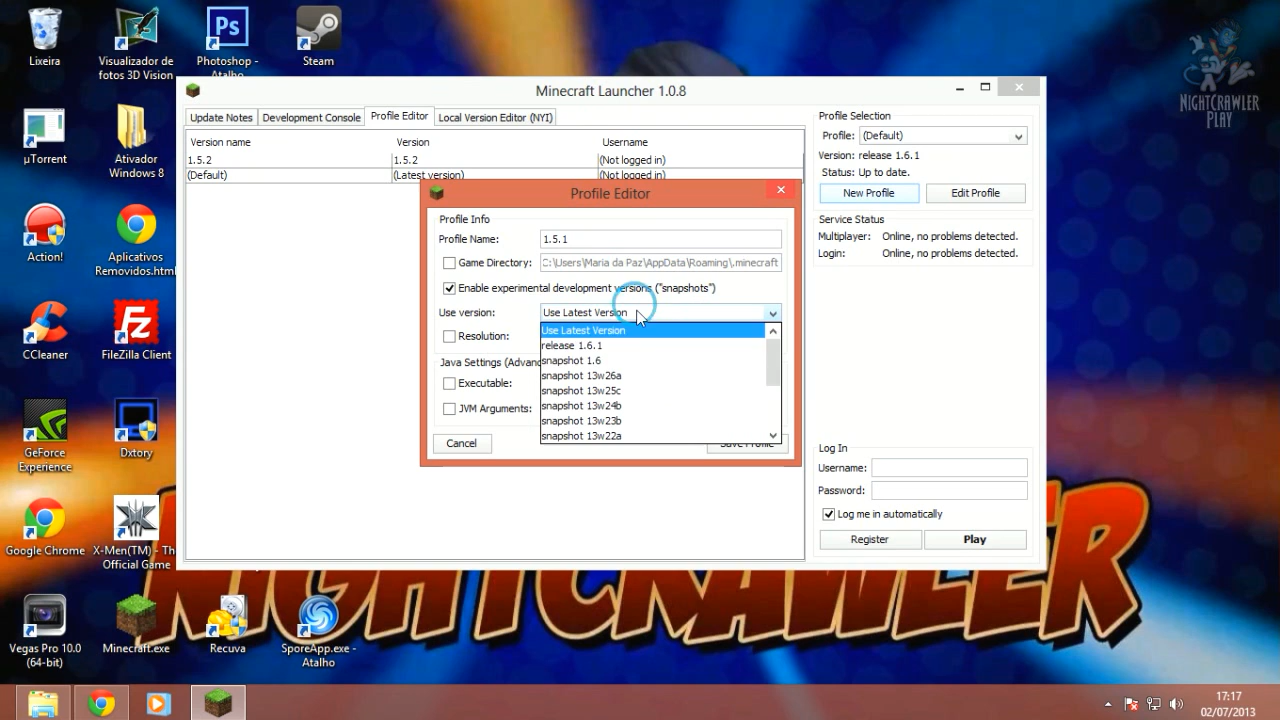 Lixeira
Visualizador de
fotos 3D Vision
Ps
Photoshop -
Atalho
Steam
µTorrent
Ativador
Windows 8
Action!
Aplicativos
Removidos.html
CCleaner
FileZilla Client
GeForce
Experience
Dxtory
Google Chrome
X-Men(TM) - The
Official Game
Vegas Pro 10.0
(64-bit)
Minecraft.exe
Recuva
SporeApp.exe -
Atalho
Minecraft Launcher 1.0.8
Update Notes
Development Console
Profile Editor
Local Version Editor (NYI)
Version name Version Username
1.5.2 1.5.2 (Not logged in)
(Default) (Latest version) (Not logged in)
Profile Editor
Profile Info
Profile Name: 1.5.1
Game Directory: C:\Users\Maria da Paz\AppData\Roaming\.minecraft
Enable experimental development versions ("snapshots")
Use version: Use Latest Version
Use Latest Version
release 1.6.1
snapshot 1.6
snapshot 13w26a
snapshot 13w25c
snapshot 13w24b
snapshot 13w23b
snapshot 13w22a
Resolution:
Java Settings (Advanc
Executable:
JVM Arguments:
Cancel
Save Profile
Profile Selection
Profile: (Default)
Version: release 1.6.1
Status: Up to date.
New Profile
Edit Profile
Service Status
Multiplayer: Online, no problems detected.
Login: Online, no problems detected.
Log In
Username:
Password:
Log me in automatically
Register
Play
NIGHTCRAWLER
PLAY
NIGHTCRAWLER
17:17
02/07/2013